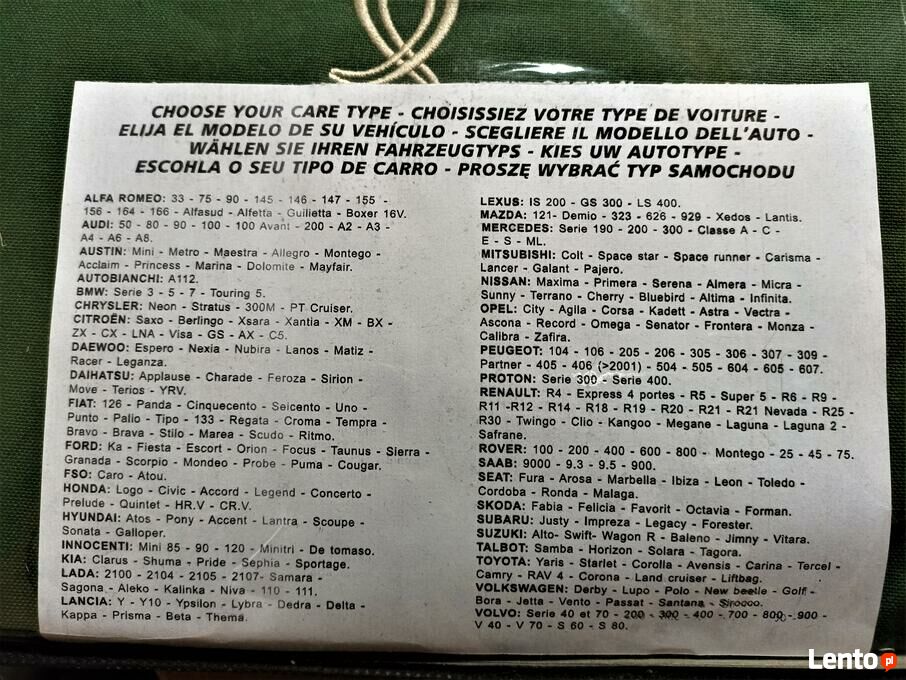 CHOOSE YOUR CARE TYPE - CHOISISSIEZ VOTRE TYPE DE VOITURE -
ELIJA EL MODELO DE SU VEHÍCULO - SCEGLIERE IL MODELLO DELL'AUTO -
WÄHLEN SIE IHREN FAHRZEUGTYPS - KIES UW AUTOTYPE -
ESCOHLA O SEU TIPO DE CARRO - PROSZĘ WYBRAĆ TYP SAMOCHODU
ALFA ROMEO: 33 - 75 - 90 - 145 - 146 - 147 - 155 -
156 - 164 - 166 - Alfasud - Alfetta - Guilietta - Boxer 16V.
AUDI: 50 - 80 - 90 - 100 - 100 Avant - 200 - A2 - A3 -
A4 - A6 - A8.
AUSTIN: Mini - Metro - Maestra - Allegro - Montego -
Acclaim - Princess - Marina - Dolomite - Mayfair.
AUTOBIANCHI: A112.
BMW: Serie 3 - 5 - 7 - Touring 5.
CHRYSLER: Neon - Stratus - 300M - PT Cruiser.
CITROËN: Saxo - Berlingo - Xsara - Xantia - XM - BX -
ZX - CX - LNA - Visa - GS - AX - C5.
DAEWOO: Espero - Nexia - Nubira - Lanos - Matiz -
Racer - Leganza.
DAIHATSU: Applause - Charade - Feroza - Sirion -
Move - Terios - YRV.
FIAT: 126 - Panda - Cinquecento - Seicento - Uno -
Punto - Palio - Tipo - 133 - Regata - Croma - Tempra -
Bravo - Brava - Stilo - Marea - Scudo - Ritmo.
FORD: Ka - Fiesta - Escort - Orion - Focus - Taunus - Sierra -
Granada - Scorpio - Mondeo - Probe - Puma - Cougar.
FSO: Caro - Atou.
HONDA: Logo - Civic - Accord - Legend - Concerto -
Prelude - Quintet - HR.V - CR.V.
HYUNDAI: Atos - Pony - Accent - Lantra - Scoupe -
Sonata - Galloper.
INNOCENTI: Mini 85 - 90 - 120 - Minitri - De tomaso.
KIA: Clarus - Shuma - Pride - Sephia - Sportage.
LADA: 2100 - 2104 - 2105 - 2107- Samara -
Sagona - Aleko - Kalinka - Niva - 110 - 111.
LANCIA: Y - Y10 - Ypsilon - Lybra - Dedra - Delta -
Kappa - Prisma - Beta - Thema.
LEXUS: IS 200 - GS 300 - LS 400.
MAZDA: 121- Demio - 323 - 626 - 929 - Xedos - Lantis.
MERCEDES: Serie 190 - 200 - 300 - Classe A - C -
E - S - ML.
MITSUBISHI: Colt - Space star - Space runner - Carisma -
Lancer - Galant - Pajero.
NISSAN: Maxima - Primera - Serena - Almera - Micra -
Sunny - Terrano - Cherry - Bluebird - Altima - Infinita.
OPEL: City - Agila - Corsa - Kadett - Astra - Vectra -
Ascona - Record - Omega - Senator - Frontera - Monza -
Calibra - Zafira.
PEUGEOT: 104 - 106 - 205 - 206 - 305 - 306 - 307 - 309 -
Partner - 405 - 406 (>2001) - 504 - 505 - 604 - 605 - 607.
PROTON: Serie 300 - Serie 400.
RENAULT: R4 - Express 4 portes - R5 - Super 5 - R6 - R9 -
R11 -R12 - R14 - R18 - R19 - R20 - R21 - R21 Nevada - R25 -
R30 - Twingo - Clio - Kangoo - Megane - Laguna - Laguna 2 -
Safrane.
ROVER: 100 - 200 - 400 - 600 - 800 - Montego - 25 - 45 - 75.
SAAB: 9000 - 9.3 - 9.5 - 900.
SEAT: Fura - Arosa - Marbella - Ibiza - Leon - Toledo -
Cordoba - Ronda - Malaga.
SKODA: Fabia - Felicia - Favorit - Octavia - Forman.
SUBARU: Justy - Impreza - Legacy - Forester.
SUZUKI: Alto- Swift- Wagon R - Baleno - Jimny - Vitara.
TALBOT: Samba - Horizon - Solara - Tagora.
TOYOTA: Yaris - Starlet - Corolla - Avensis - Carina - Tercel -
Camry - RAV 4 - Corona - Land cruiser - Liftbag.
VOLKSWAGEN: Derby - Lupo - Polo - New beetle - Golf -
Bora - Jetta - Vento - Passat - Santana - Sirocco.
VOLVO: Serie 40 et 70 - 200 - 300 - 400 - 700 - 800 - 900 -
V 40 - V 70 - S 60 - S 80.
Lento.pl